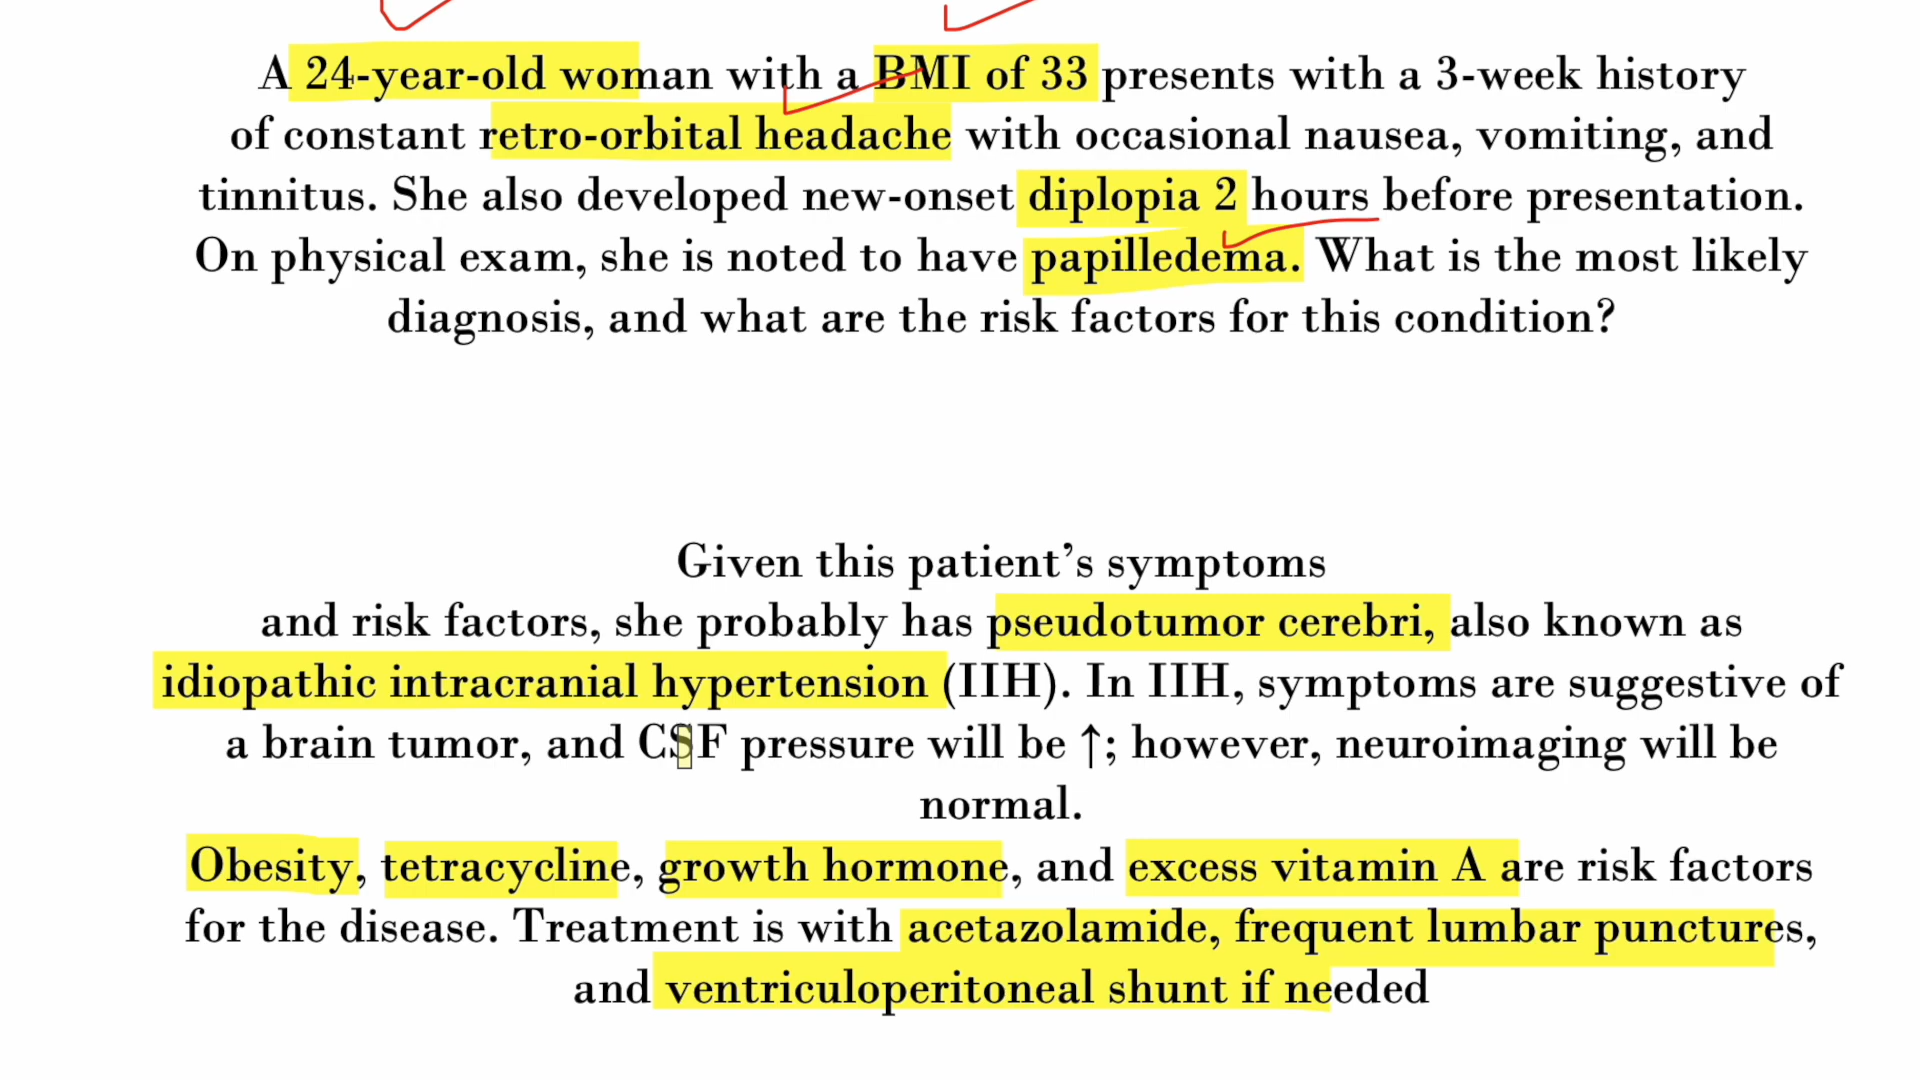 A 24-year-old woman with a BMI of 33 presents with a 3-week history
of constant retro-orbital headache with occasional nausea, vomiting, and
tinnitus. She also developed new-onset diplopia 2 hours before presentation.
On physical exam, she is noted to have papilledema. What is the most likely
diagnosis, and what are the risk factors for this condition?
Given this patient’s symptoms
and risk factors, she probably has pseudotumor cerebri, also known as
idiopathic intracranial hypertension (IIH). In IIH, symptoms are suggestive of
a brain tumor, and CSF pressure will be ↑; however, neuroimaging will be
normal.
Obesity, tetracycline, growth hormone, and excess vitamin A are risk factors
for the disease. Treatment is with acetazolamide, frequent lumbar punctures,
and ventriculoperitoneal shunt if needed